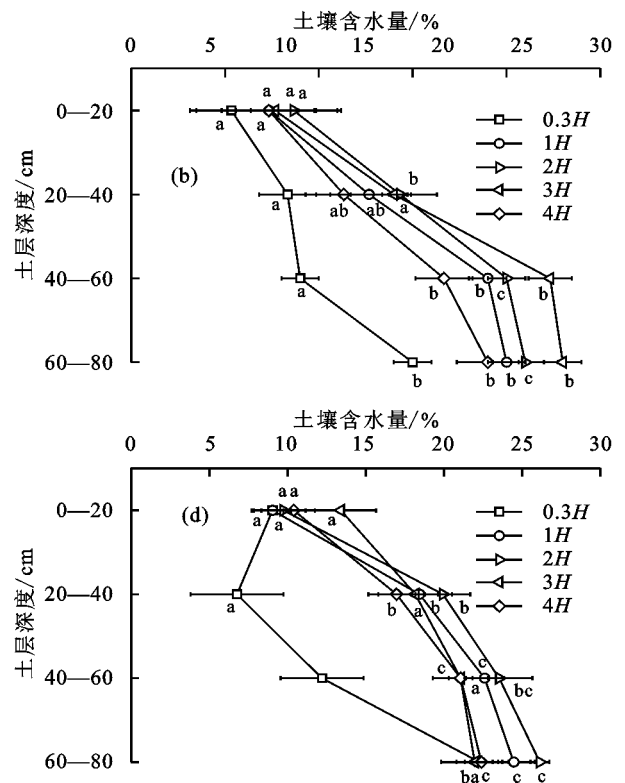 土壤含水量/%
0 5 10 15 20 25 30
土层深度/cm
0—20
20—40
40—60
60—80
(b)
0.3H
1H
2H
3H
4H
a a a
a a
b
a ab ab a
a b b c b
b b b c b
土壤含水量/%
0 5 10 15 20 25 30
土层深度/cm
0—20
20—40
40—60
60—80
(d)
0.3H
1H
2H
3H
4H
a a
a a a
a b a b b
c c
a bc
ba c c c